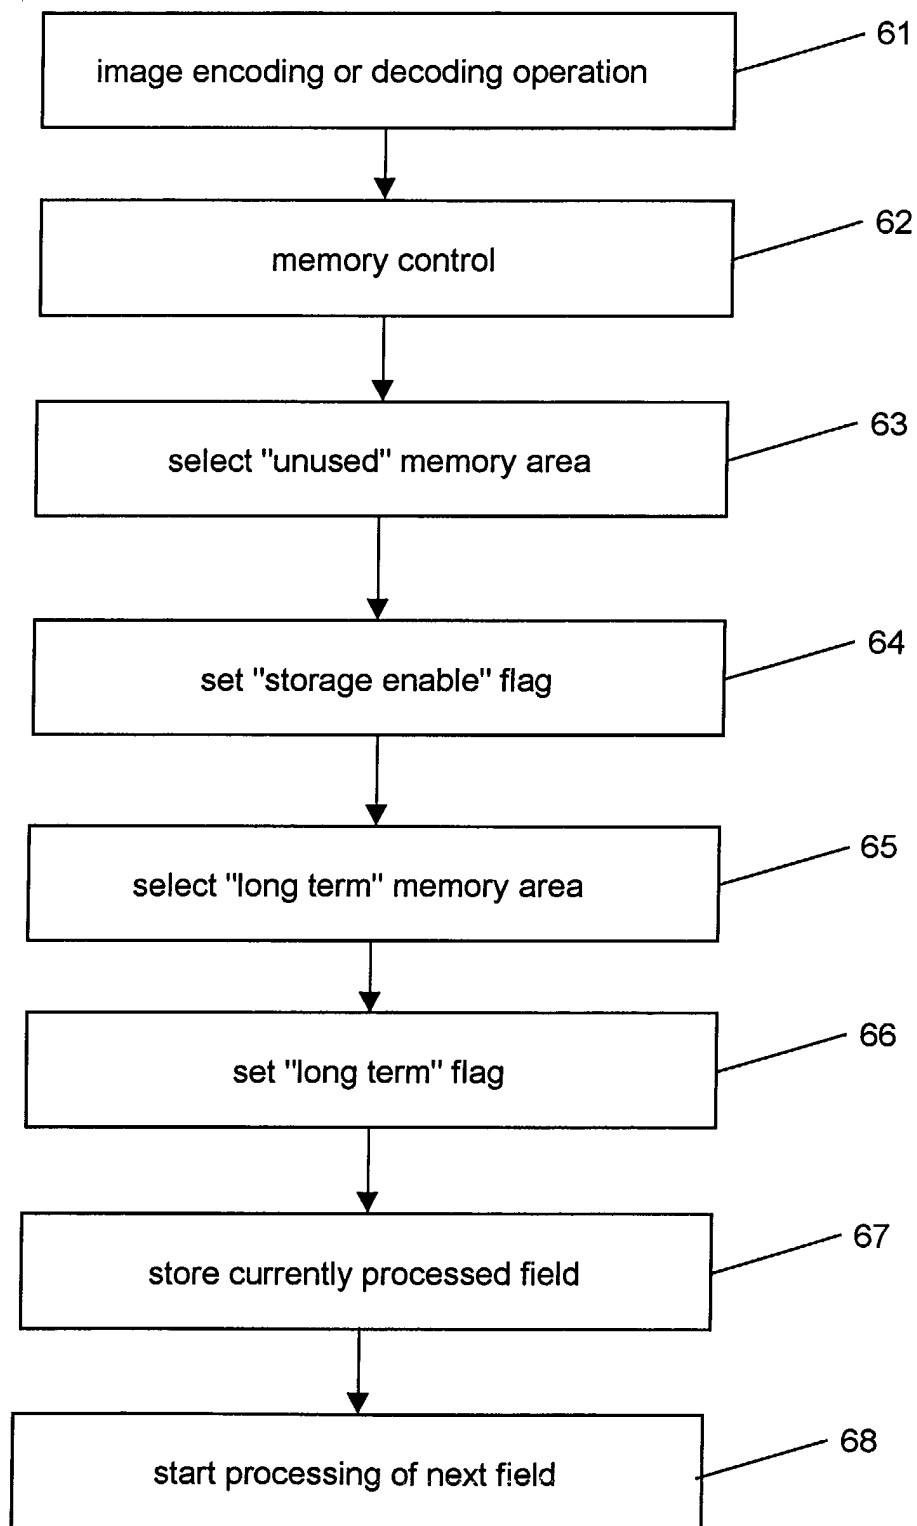 61
image encoding or decoding operation
62
memory control
63
select "unused" memory area
64
set "storage enable" flag
65
select "long term" memory area
66
set "long term" flag
67
store currently processed field
68
start processing of next field